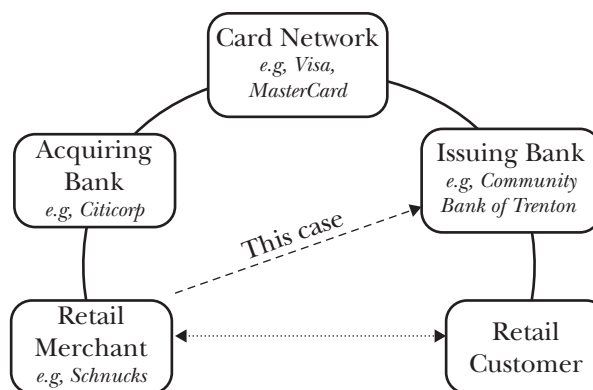 Card Network
e.g, Visa,
MasterCard
Acquiring
Bank
e.g, Citicorp
Issuing Bank
e.g, Community
Bank of Trenton
This case
Retail
Merchant
e.g, Schnucks
Retail
Customer